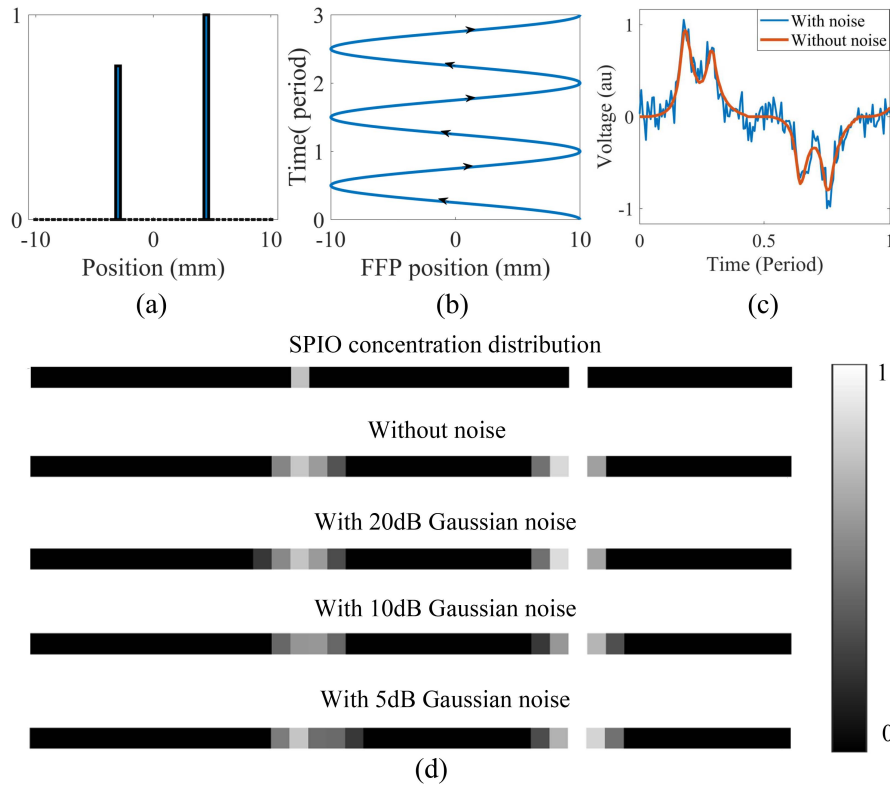 1
0
-10
0
10
Position (mm)
(a)
3
2
1
0
Time( period)
-10
0
10
FFP position (mm)
(b)
1
0
-1
Voltage (au)
With noise
Without noise
0
0.5
1
Time (Period)
(c)
SPIO concentration distribution
Without noise
With 20dB Gaussian noise
With 10dB Gaussian noise
With 5dB Gaussian noise
1
0
(d)